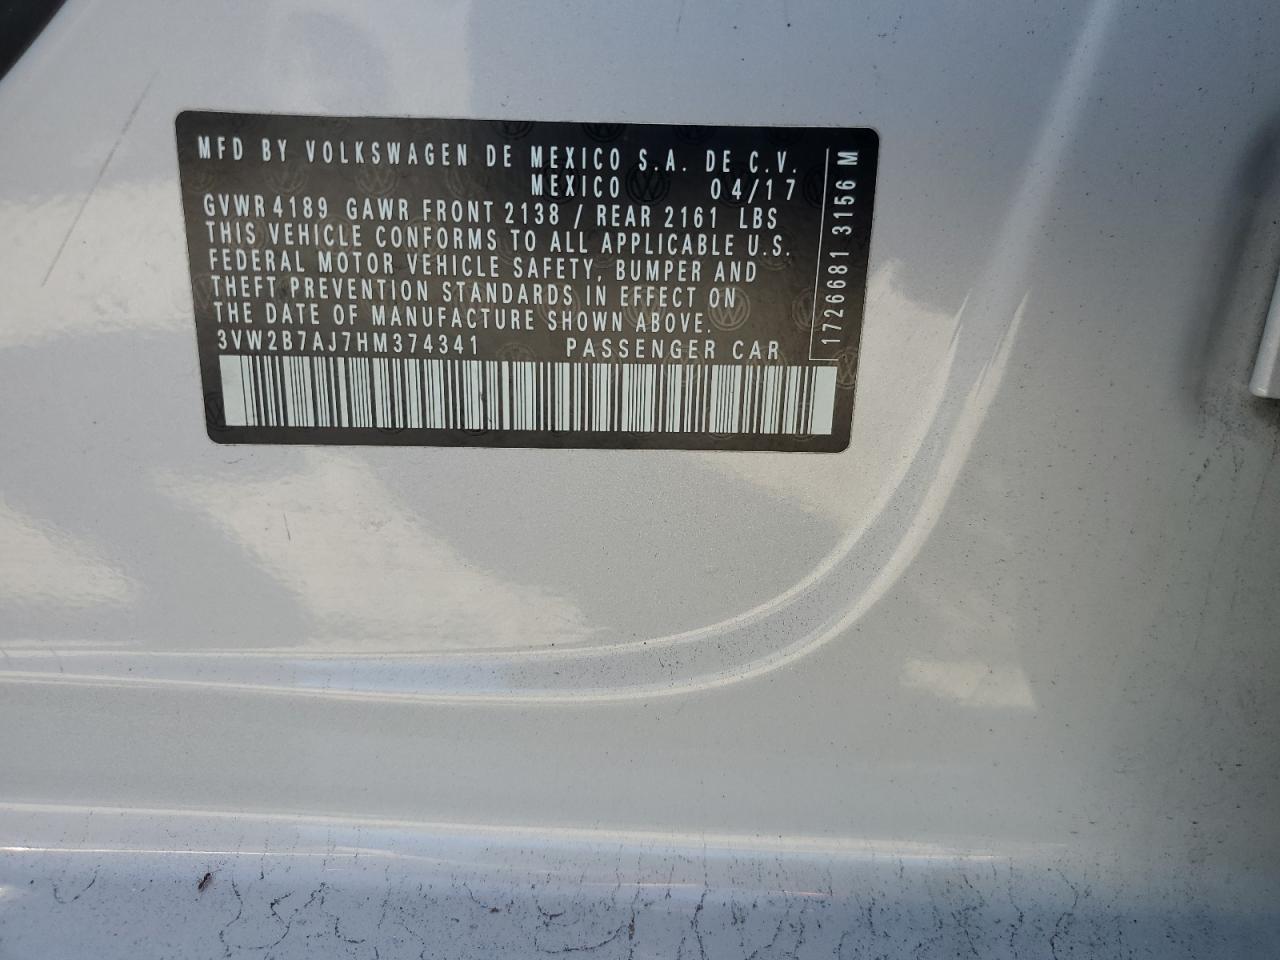 MFD BY VOLKSWAGEN DE MEXICO S.A. DE C.V.
MEXICO 04/17
GVWR 4189 GAWR FRONT 2138 / REAR 2161 LBS
THIS VEHICLE CONFORMS TO ALL APPLICABLE U.S.
FEDERAL MOTOR VEHICLE SAFETY, BUMPER AND
THEFT PREVENTION STANDARDS IN EFFECT ON
THE DATE OF MANUFACTURE SHOWN ABOVE.
3VW2B7AJ7HM374341 PASSENGER CAR
1726681 3156 M